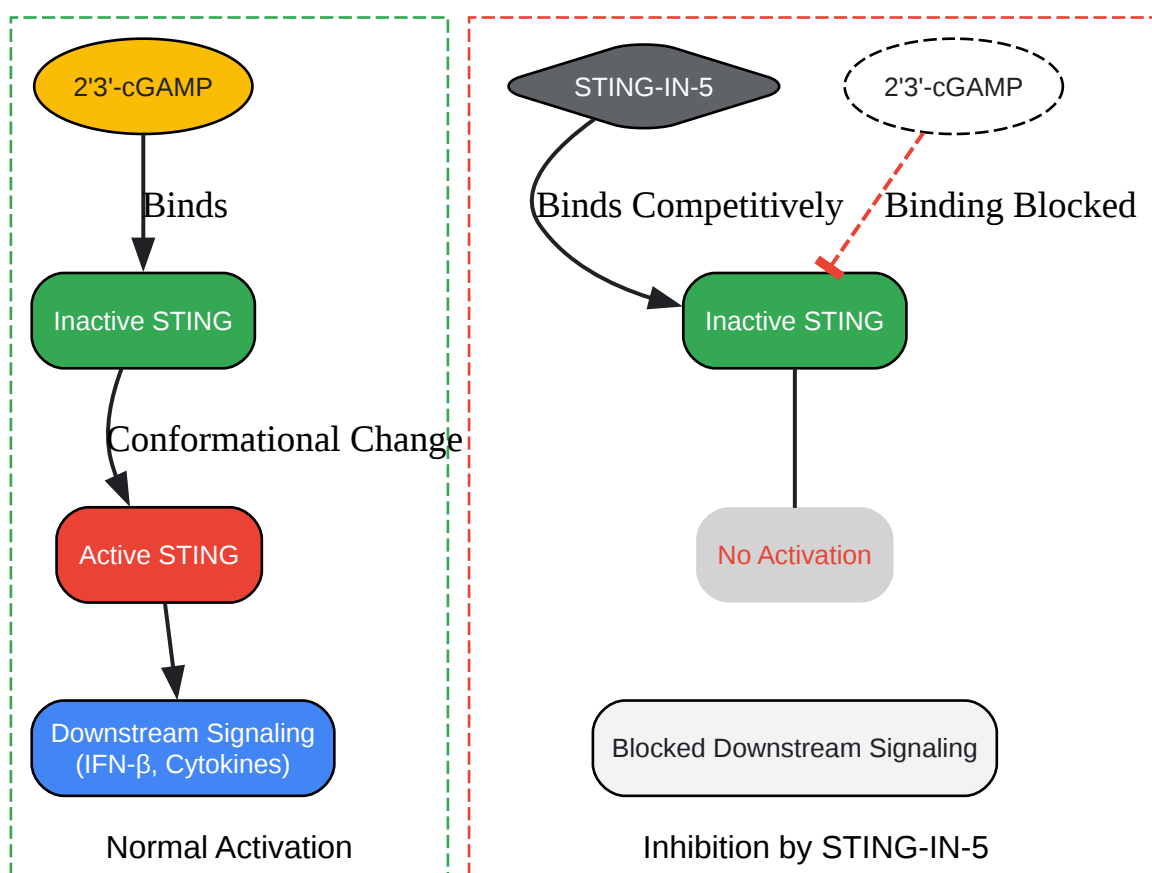 2'3'-cGAMP
Binds
Inactive STING
Conformational Change
Active STING
Downstream Signaling
(IFN-β, Cytokines)
Normal Activation
STING-IN-5
2'3'-cGAMP
Binds Competitively
Binding Blocked
Inactive STING
No Activation
Blocked Downstream Signaling
Inhibition by STING-IN-5